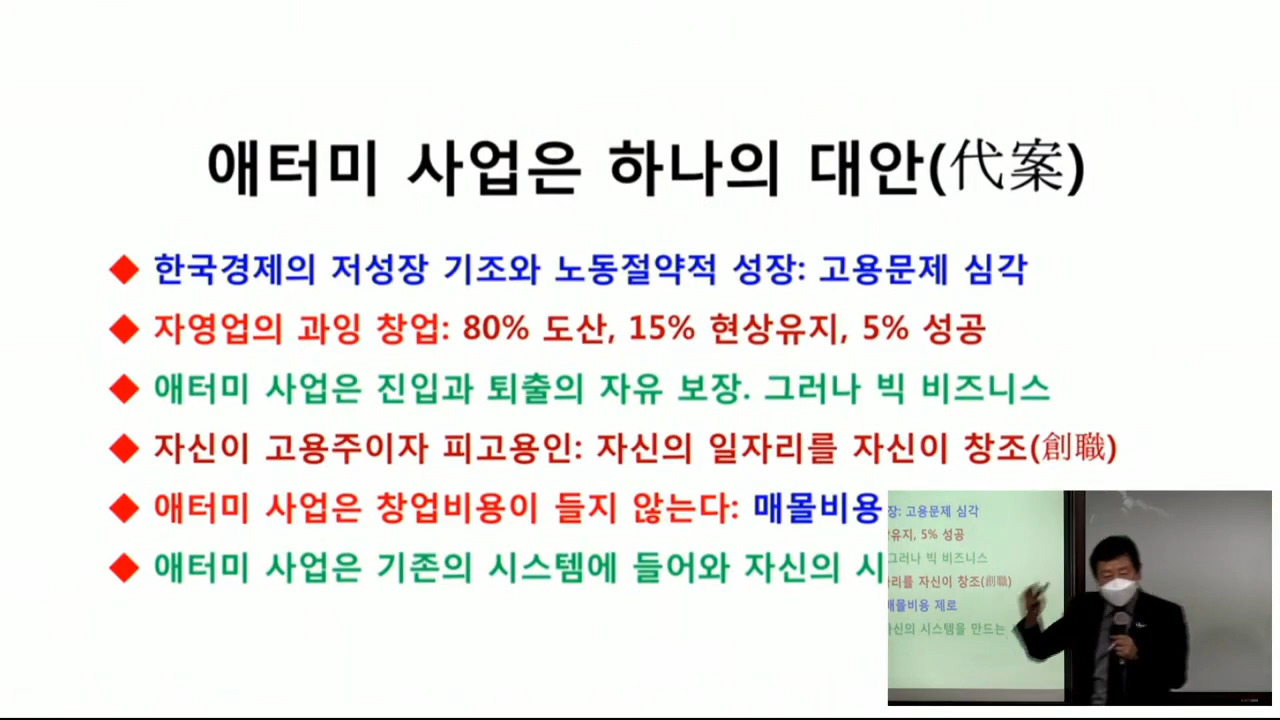 애터미 사업은 하나의 대안(代案)
◆ 한국경제의 저성장 기조와 노동절약적 성장: 고용문제 심각
◆ 자영업의 과잉 창업: 80% 도산, 15% 현상유지, 5% 성공
◆ 애터미 사업은 진입과 퇴출의 자유 보장. 그러나 빅 비즈니스
◆ 자신이 고용주이자 피고용인: 자신의 일자리를 자신이 창조(創職)
◆ 애터미 사업은 창업비용이 들지 않는다: 매몰비용
◆ 애터미 사업은 기존의 시스템에 들어와 자신의 시
장: 고용문제 심각
유지, 5% 성공
그러나 빅 비즈니스
리를 자신이 창조(創職)
매몰비용 제로
자신의 시스템을 만드는